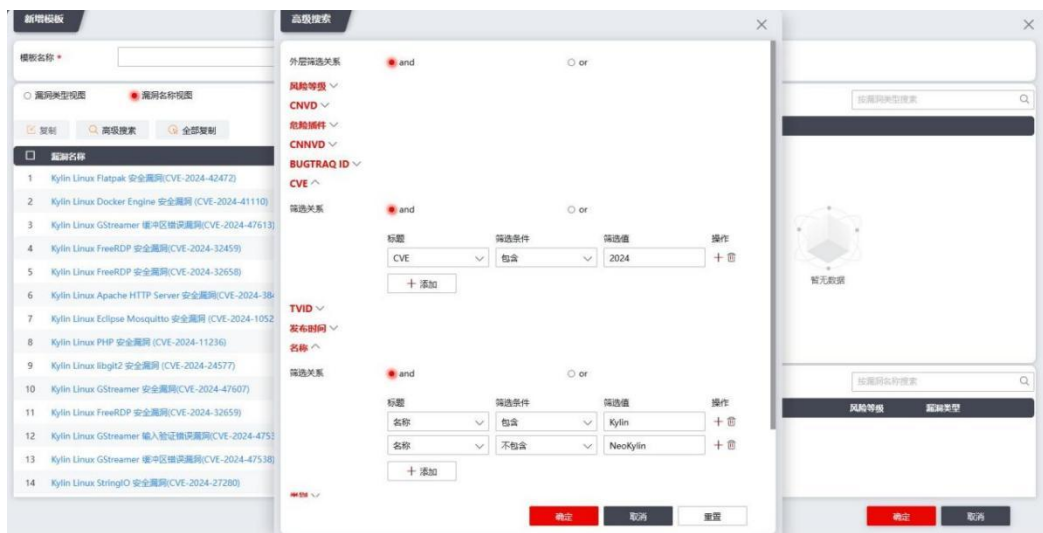 新增模板
模板名称 *
漏洞类型视图 漏洞名称视图
复制 高级搜索 全部复制
漏洞名称
1 Kylin Linux Flatpak 安全漏洞(CVE-2024-42472)
2 Kylin Linux Docker Engine 安全漏洞 (CVE-2024-41110)
3 Kylin Linux GStreamer 缓冲区错误漏洞(CVE-2024-47613)
4 Kylin Linux FreeRDP 安全漏洞(CVE-2024-32459)
5 Kylin Linux FreeRDP 安全漏洞(CVE-2024-32658)
6 Kylin Linux Apache HTTP Server 安全漏洞(CVE-2024-384
7 Kylin Linux Eclipse Mosquitto 安全漏洞 (CVE-2024-1052
8 Kylin Linux PHP 安全漏洞 (CVE-2024-11236)
9 Kylin Linux libgit2 安全漏洞 (CVE-2024-24577)
10 Kylin Linux GStreamer 安全漏洞(CVE-2024-47607)
11 Kylin Linux FreeRDP 安全漏洞(CVE-2024-32659)
12 Kylin Linux GStreamer 输入验证错误漏洞(CVE-2024-4753
13 Kylin Linux GStreamer 缓冲区错误漏洞(CVE-2024-47538)
14 Kylin Linux StringIO 安全漏洞(CVE-2024-27280)
高级搜索
外层筛选关系 and or
风险等级
CNVD
危险插件
CNNVD
BUGTRAQ ID
CVE
筛选关系 and or
标题 筛选条件 筛选值 操作
CVE 包含 2024
+ 添加
TVID
发布时间
名称
筛选关系 and or
标题 筛选条件 筛选值 操作
名称 包含 Kylin
名称 不包含 NeoKylin
+ 添加
确定 取消 重置
按漏洞类型搜索
暂无数据
按漏洞名称搜索
风险等级 漏洞类型
确定 取消